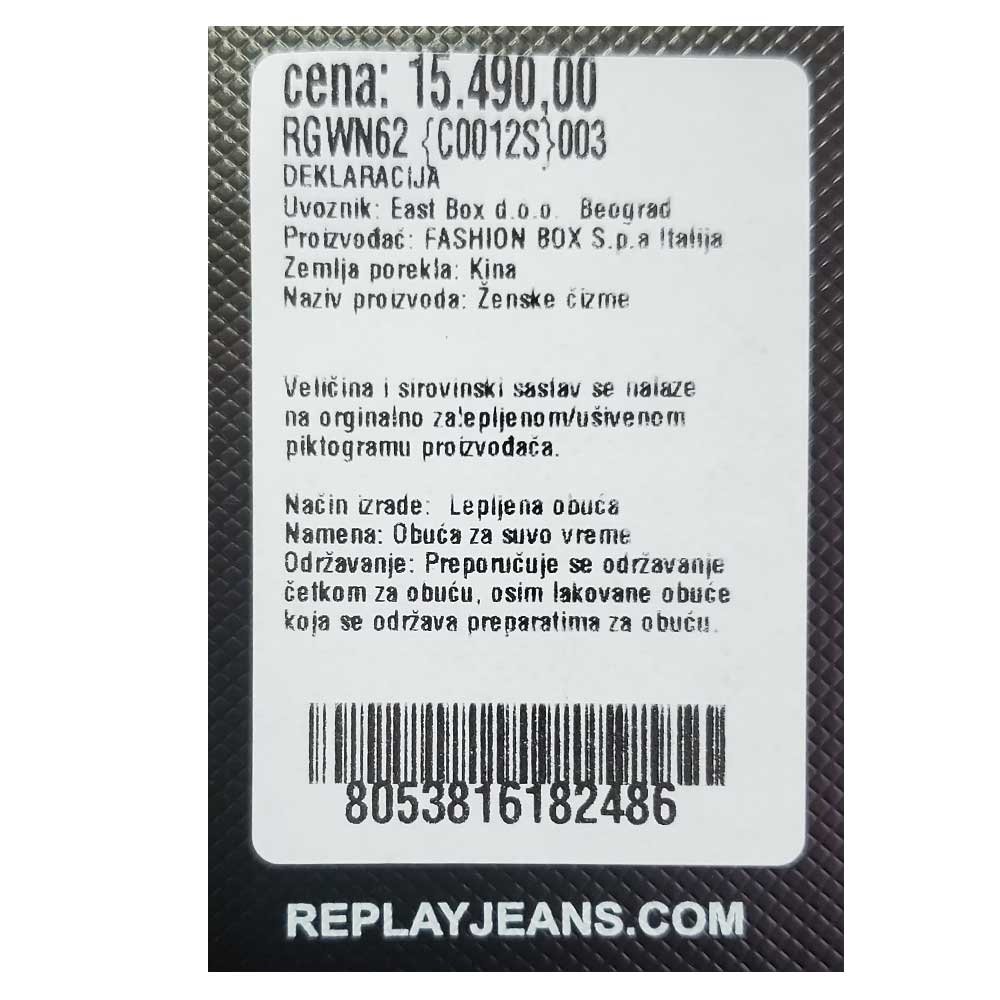 cena: 15.490,00
RGWN62 {C0012S}003
DEKLARACIJA
Uvoznik: East Box d.o.o. Beograd
Proizvođač: FASHION BOX S.p.a Italija
Zemlja porekla: Kina
Naziv proizvoda: Ženske čizme
Veličina i sirovinski sastav se nalaze
na orginalno zalepljenom/ušivenom
piktogramu proizvođača.
Način izrade: Lepljena obuća
Namena: Obuća za suvo vreme
Održavanje: Preporučuje se održavanje
četkom za obuću, osim lakovane obuće
koja se održava preparatima za obuću.
8053816182486
REPLAYJEANS.COM